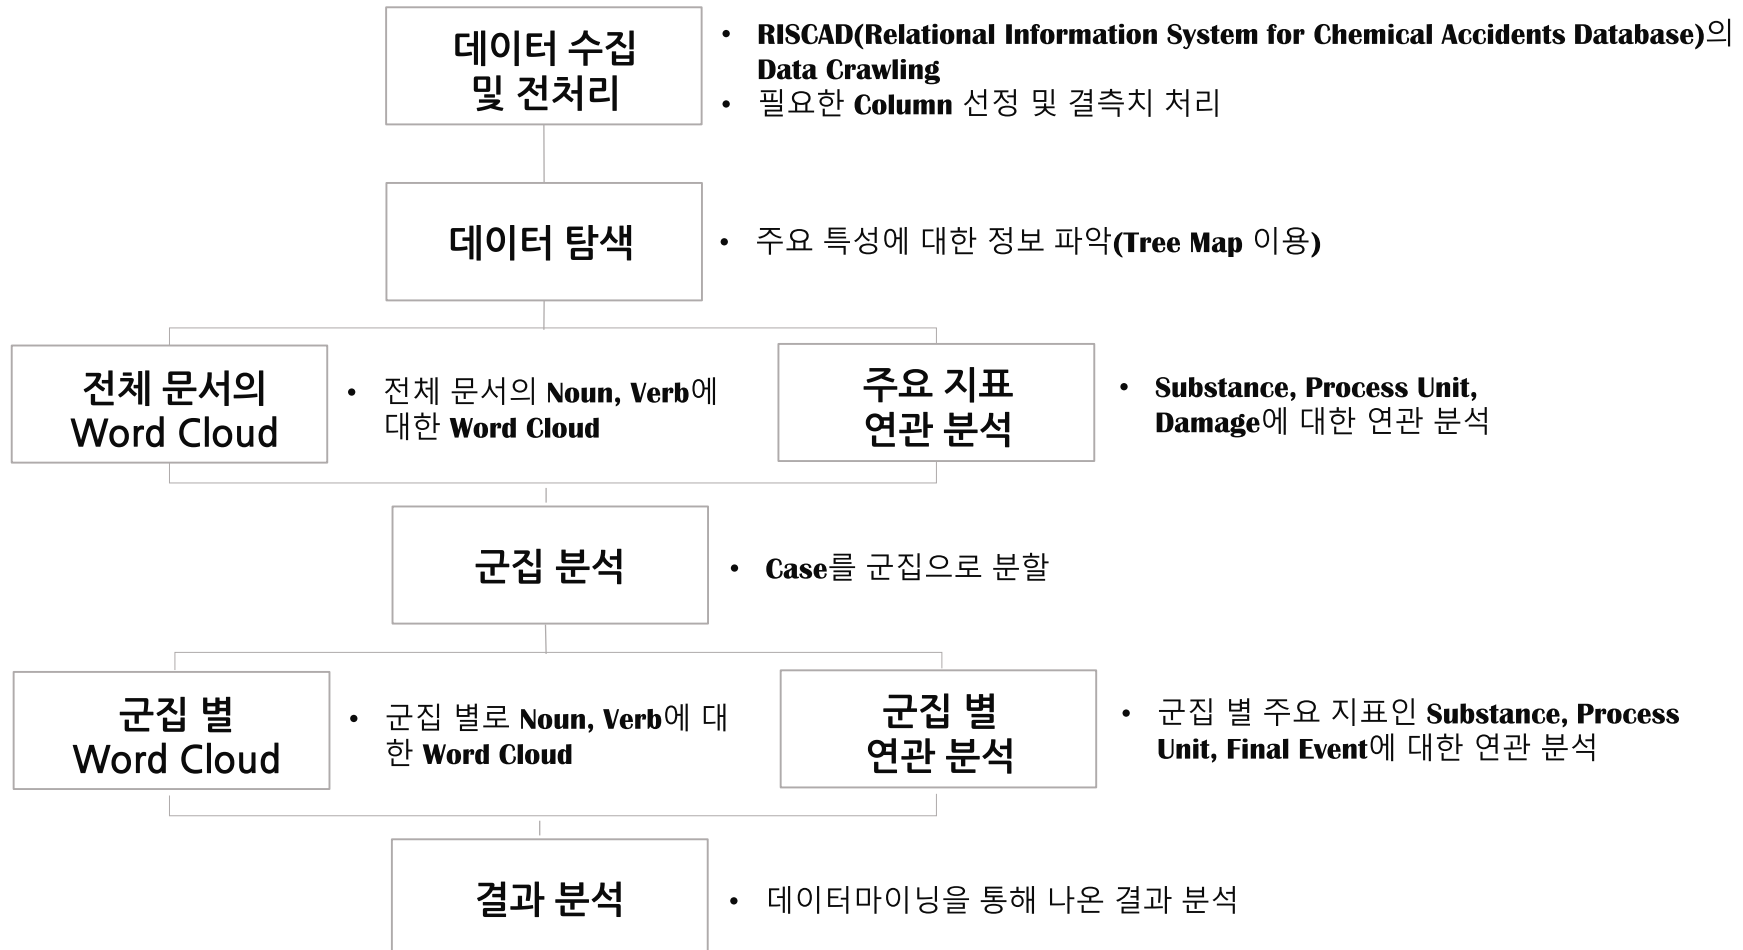 데이터 수집
및 전처리
• RISCAD(Relational Information System for Chemical Accidents Database)의
Data Crawling
• 필요한 Column 선정 및 결측치 처리
데이터 탐색
• 주요 특성에 대한 정보 파악(Tree Map 이용)
전체 문서의
Word Cloud
• 전체 문서의 Noun, Verb에
대한 Word Cloud
주요 지표
연관 분석
• Substance, Process Unit,
Damage에 대한 연관 분석
군집 분석
• Case를 군집으로 분할
군집 별
Word Cloud
• 군집 별로 Noun, Verb에 대
한 Word Cloud
군집 별
연관 분석
• 군집 별 주요 지표인 Substance, Process
Unit, Final Event에 대한 연관 분석
결과 분석
• 데이터마이닝을 통해 나온 결과 분석